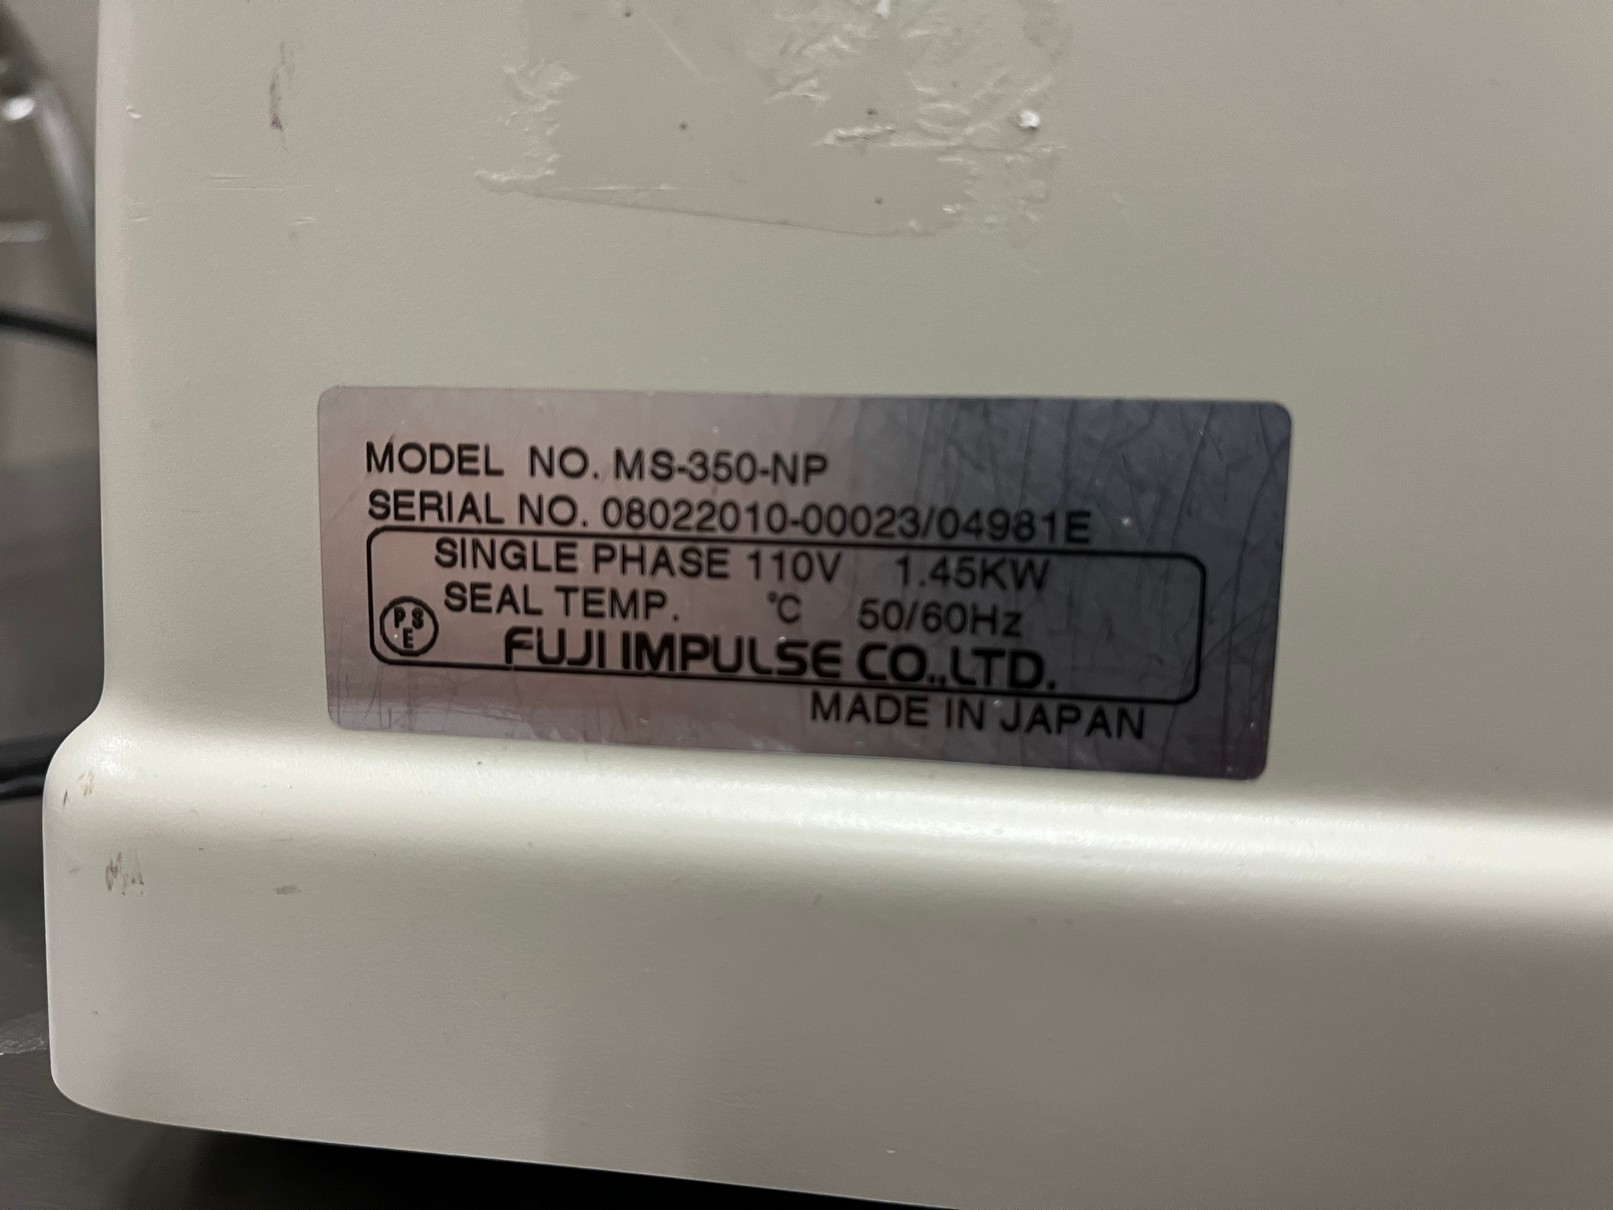 MODEL NO. MS-350-NP
SERIAL NO. 08022010-00023/04981E
SINGLE PHASE 110V 1.45KW
SEAL TEMP. °C 50/60Hz
PS
E
FUJI IMPULSE CO.,LTD.
MADE IN JAPAN